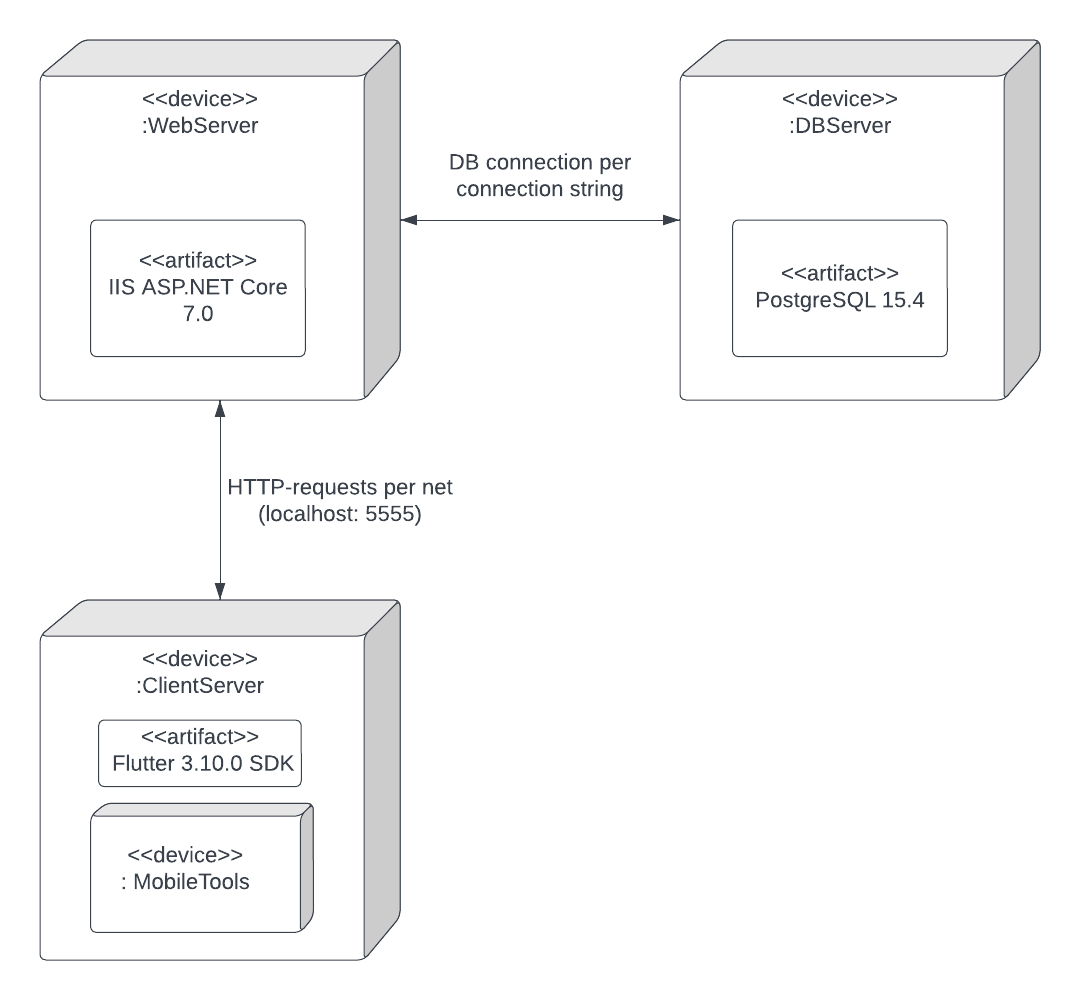 <<device>>
:WebServer
<<artifact>>
IIS ASP.NET Core
7.0
DB connection per
connection string
<<device>>
:DBServer
<<artifact>>
PostgreSQL 15.4
HTTP-requests per net
(localhost: 5555)
<<device>>
:ClientServer
<<artifact>>
Flutter 3.10.0 SDK
<<device>>
: MobileTools